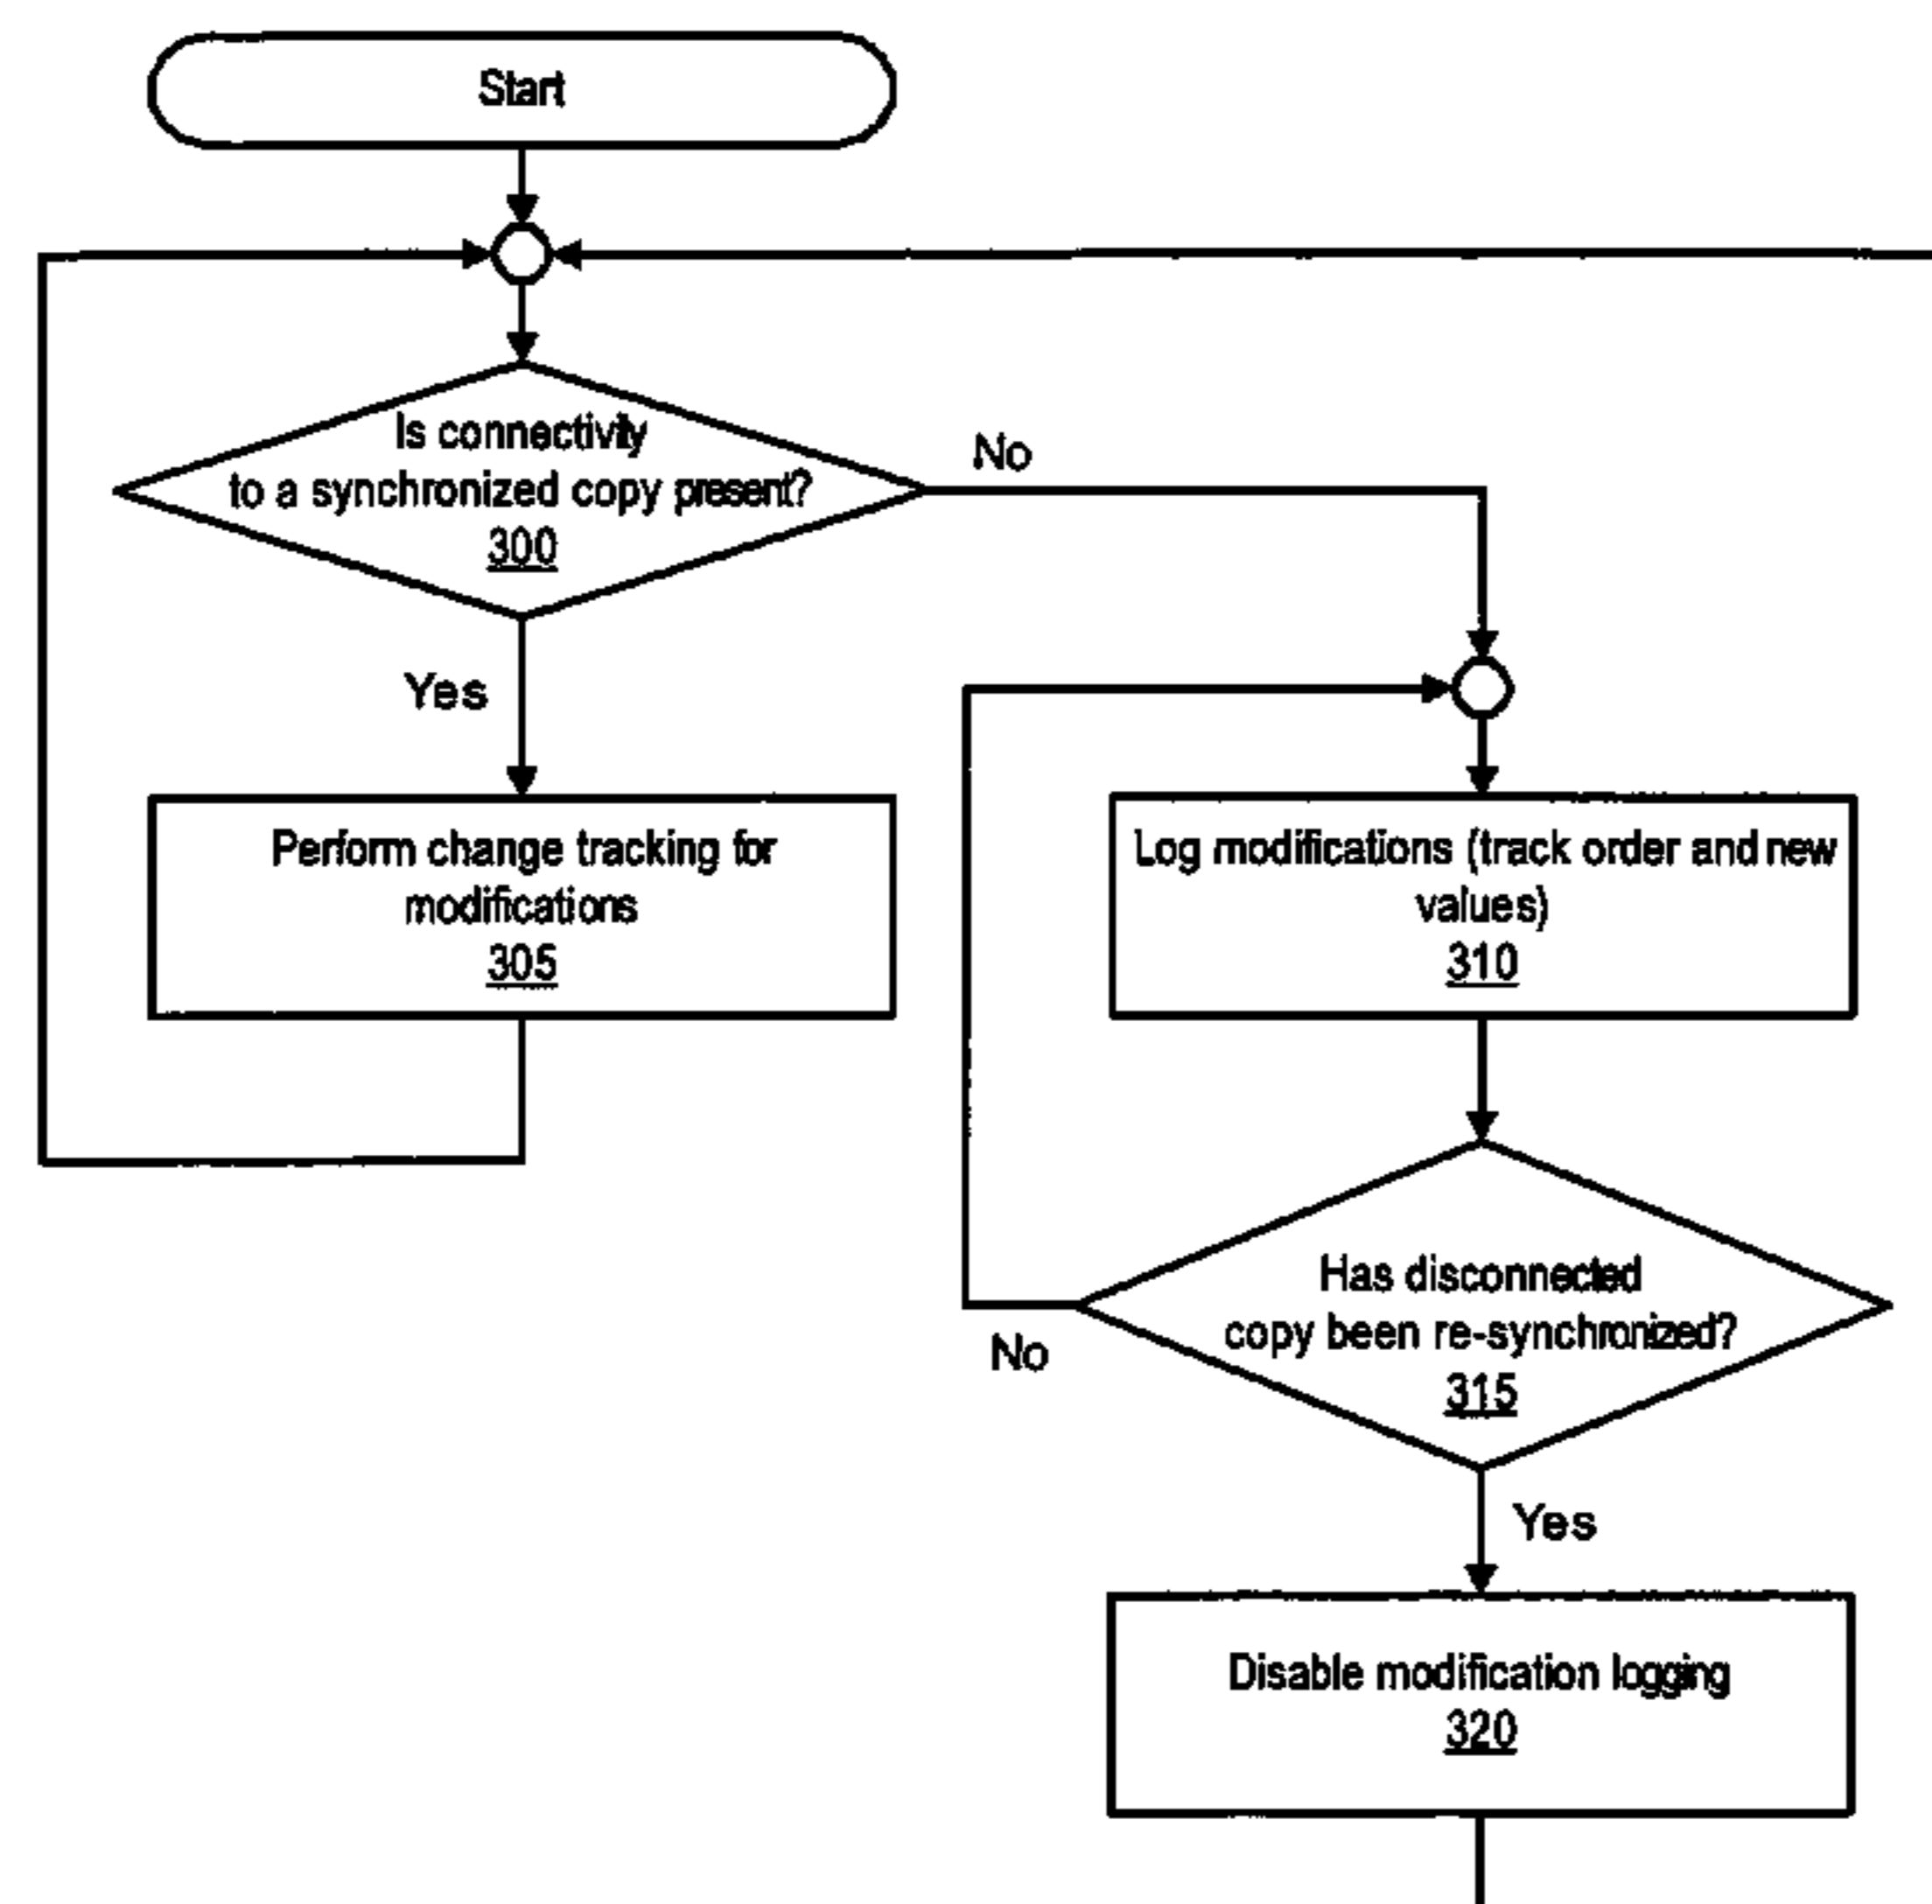 Start
Is connectivity
to a synchronized copy present?
300
No
Yes
Perform change tracking for
modifications
305
Log modifications (track order and new
values)
310
Has disconnected
copy been re-synchronized?
315
No
Yes
Disable modification logging
320